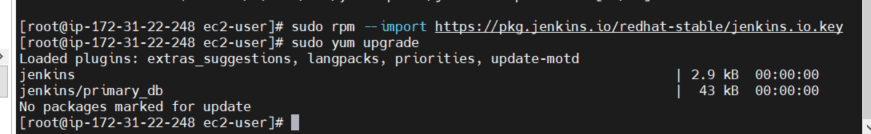 [root@ip-172-31-22-248 ec2-user]# sudo rpm --import https://pkg.jenkins.io/redhat-stable/jenkins.io.key
[root@ip-172-31-22-248 ec2-user]# sudo yum upgrade
Loaded plugins: extras_suggestions, langpacks, priorities, update-motd
jenkins | 2.9 kB 00:00:00
jenkins/primary_db | 43 kB 00:00:00
No packages marked for update
[root@ip-172-31-22-248 ec2-user]#